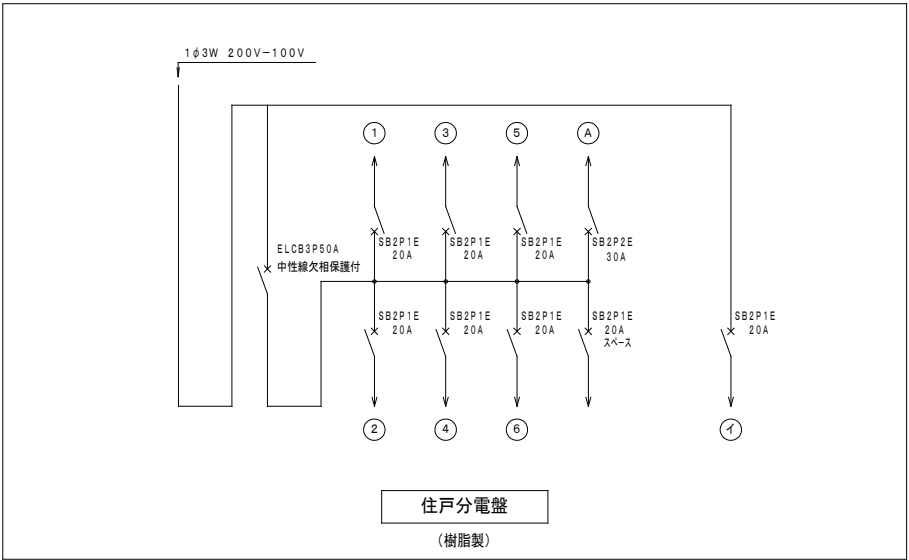 1φ3W 200V-100V
① ③ ⑤ Ⓐ
ELCB3P50A
中性線欠相保護付
SB2P1E
20A
SB2P1E
20A
SB2P1E
20A
SB2P2E
30A
SB2P1E
20A
SB2P1E
20A
SB2P1E
20A
SB2P1E
20A
スペース
SB2P1E
20A
② ④ ⑥ ㋑
住戸分電盤
(樹脂製)